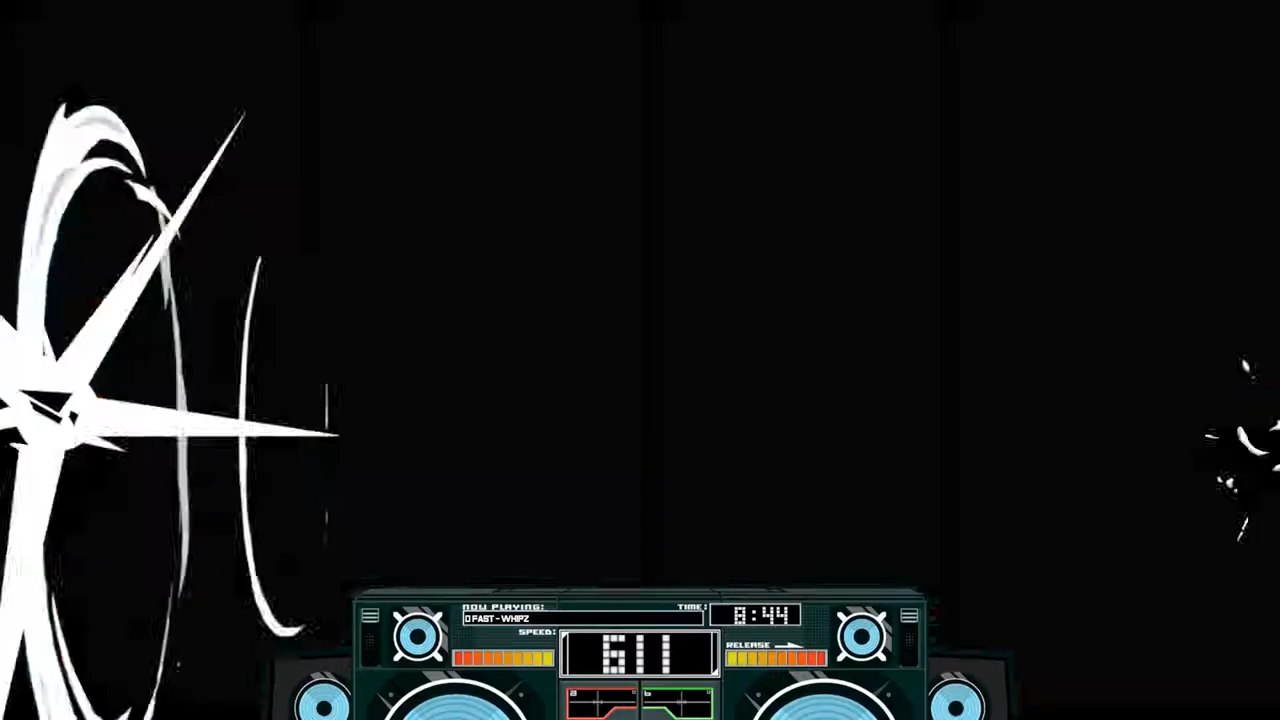 NOW PLAYING:
TIME:
8:44
FAST - WHIPZ
SPEED:
611
RELEASE
a
b